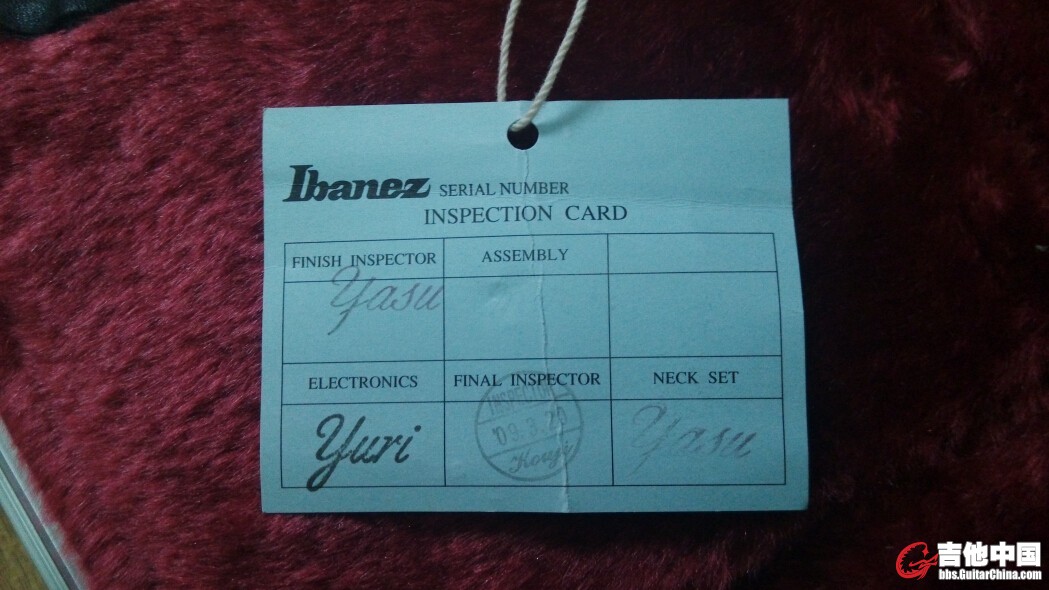 Ibanez SERIAL NUMBER
INSPECTION CARD
FINISH INSPECTOR ASSEMBLY
Yasu
ELECTRONICS FINAL INSPECTOR NECK SET
INSPECTOR
'09.3.20
Yuri Yasu
吉他中国
bbs.GuitarChina.com